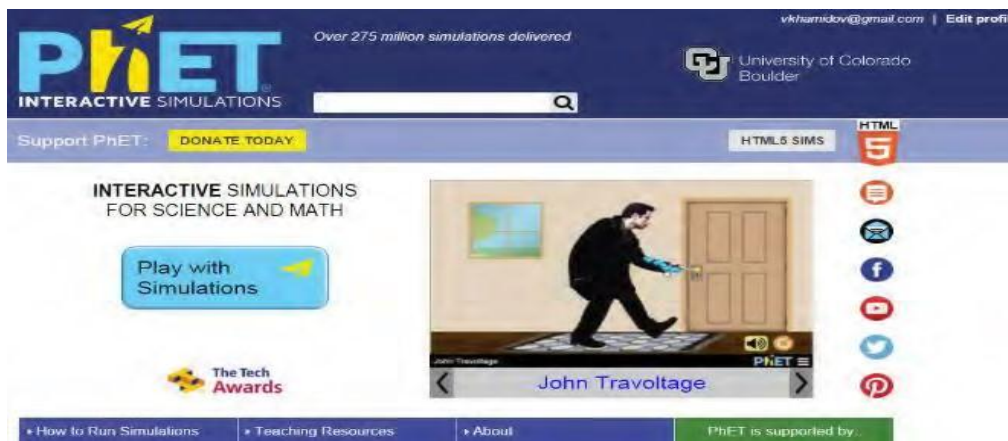 vkhamidov@gmail.com | Edit profi
PhET
INTERACTIVE SIMULATIONS
Over 275 million simulations delivered
University of Colorado
Boulder
Support PhET:
DONATE TODAY
HTML5 SIMS
HTML
5
INTERACTIVE SIMULATIONS
FOR SCIENCE AND MATH
Play with
Simulations
The Tech
Awards
John Travoltage
PhET
John Travoltage
How to Run Simulations
Teaching Resources
About
PhET is supported by...